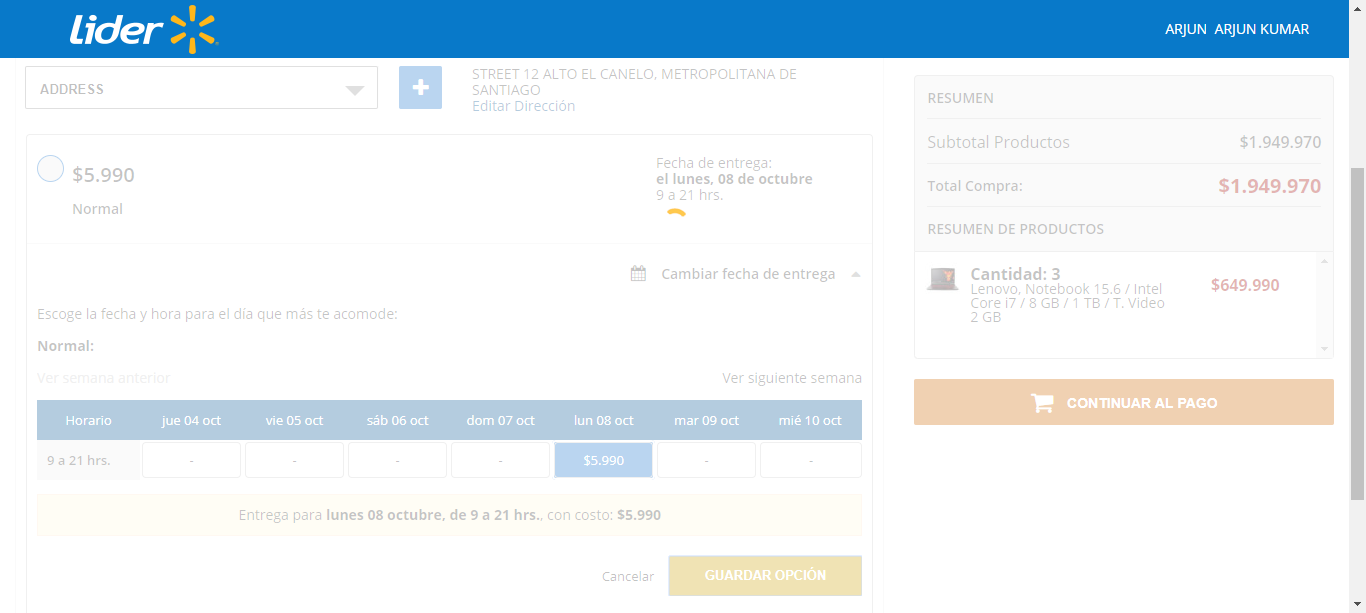 Lider
ARJUN ARJUN KUMAR
ADDRESS
STREET 12 ALTO EL CANELO, METROPOLITANA DE
SANTIAGO
Editar Dirección
$5.990
Normal
Fecha de entrega:
el lunes, 08 de octubre
9 a 21 hrs.
Cambiar fecha de entrega
Escoge la fecha y hora para el día que más te acomode:
Normal:
Ver semana anterior
Ver siguiente semana
Horario jue 04 oct vie 05 oct sáb 06 oct dom 07 oct lun 08 oct mar 09 oct mié 10 oct
9 a 21 hrs. - - - - $5.990 - -
Entrega para lunes 08 octubre, de 9 a 21 hrs., con costo: $5.990
Cancelar
GUARDAR OPCIÓN
RESUMEN
Subtotal Productos $1.949.970
Total Compra: $1.949.970
RESUMEN DE PRODUCTOS
Cantidad: 3
Lenovo, Notebook 15.6 / Intel
Core i7 / 8 GB / 1 TB / T. Video
2 GB
$649.990
CONTINUAR AL PAGO